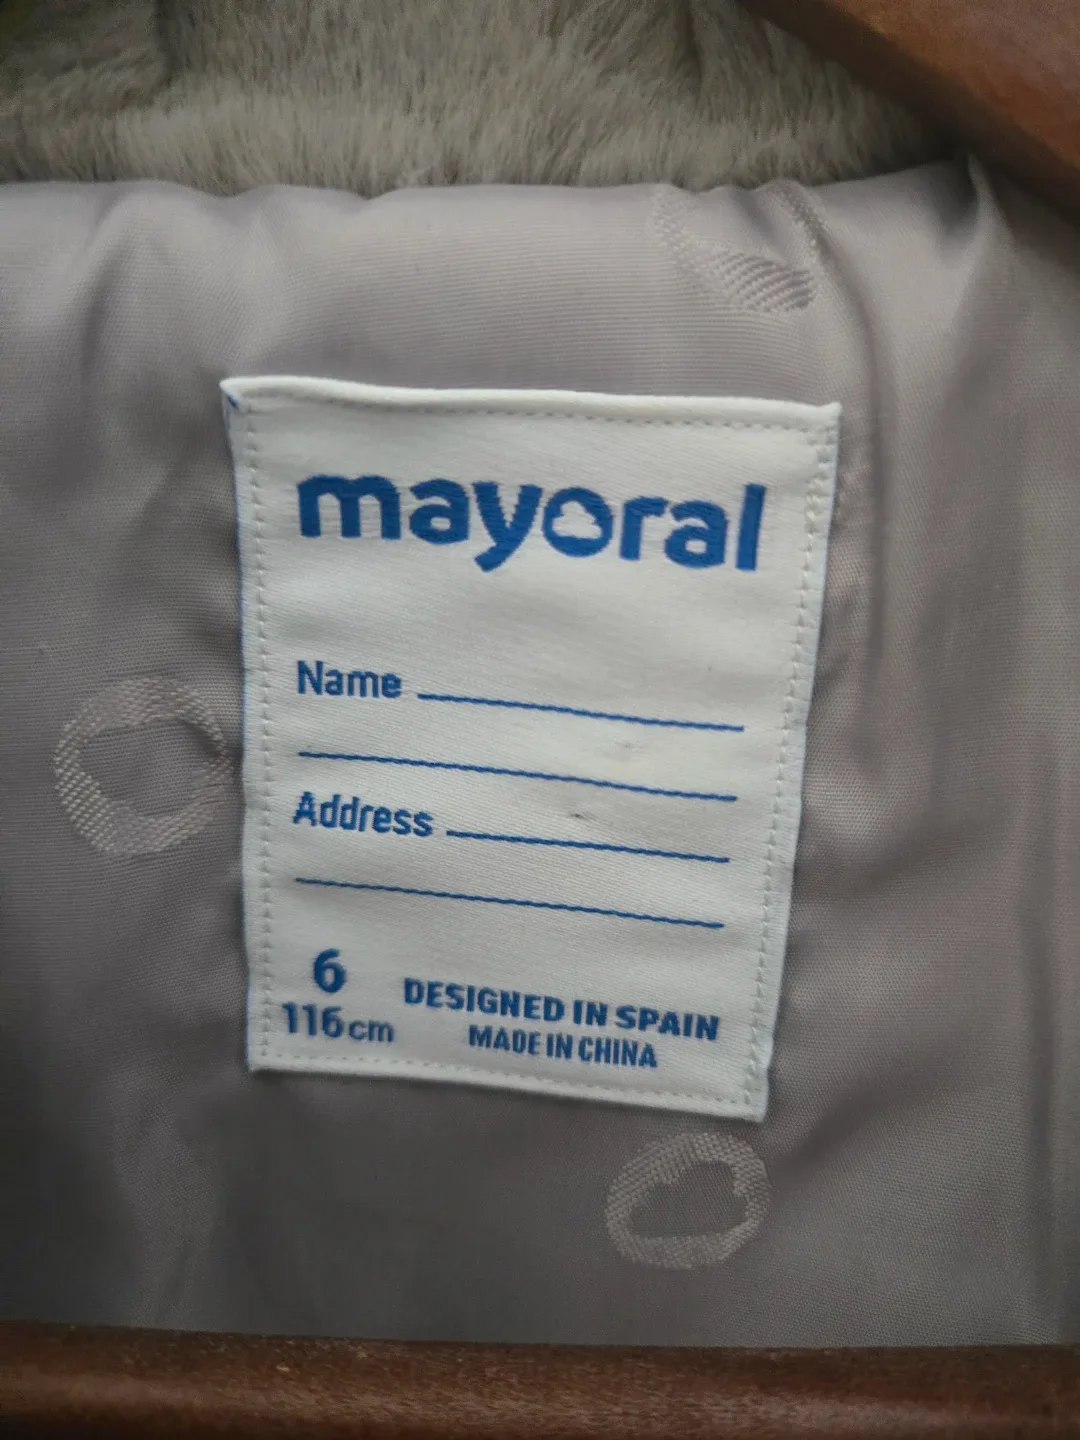 mayoral
Name
Address
6
116cm
DESIGNED IN SPAIN
MADE IN CHINA